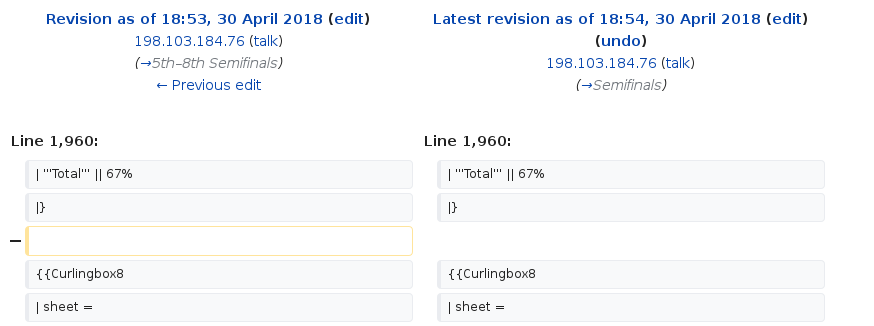 Revision as of 18:53, 30 April 2018 (edit)
198.103.184.76 (talk)
(→5th–8th Semifinals)
← Previous edit
Latest revision as of 18:54, 30 April 2018 (edit)
(undo)
198.103.184.76 (talk)
(→Semifinals)
Line 1,960:
Line 1,960:
| '''Total''' || 67%
| '''Total''' || 67%
|}
|}
−
{{Curlingbox8
{{Curlingbox8
| sheet =
| sheet =